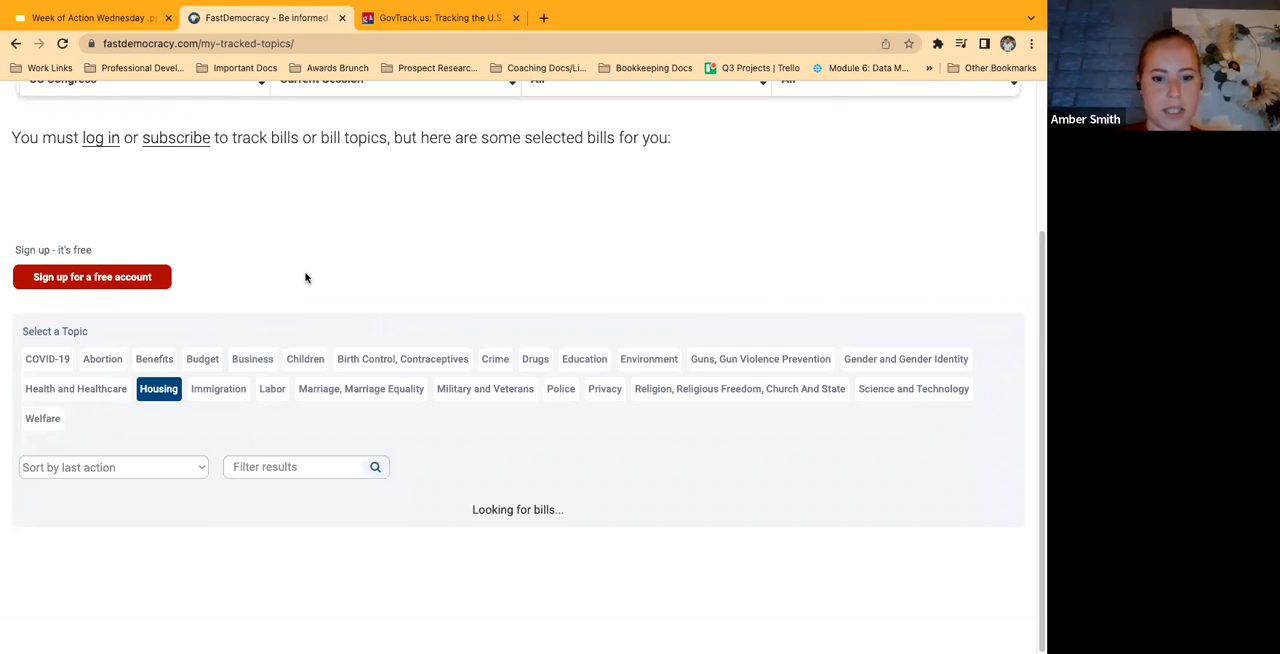 Week of Action Wednesday .p
FastDemocracy - Be informed
GovTrack.us: Tracking the U.S
fastdemocracy.com/my-tracked-topics/
Work Links Professional Devel... Important Docs Awards Brunch Prospect Researc... Coaching Docs/Li... Bookkeeping Docs Q3 Projects | Trello Module 6: Data M... » Other Bookmarks
US Congress Current Session All All
You must log in or subscribe to track bills or bill topics, but here are some selected bills for you:
Sign up - it's free
Sign up for a free account
Select a Topic
COVID-19 Abortion Benefits Budget Business Children Birth Control, Contraceptives Crime Drugs Education Environment Guns, Gun Violence Prevention Gender and Gender Identity
Health and Healthcare Housing Immigration Labor Marriage, Marriage Equality Military and Veterans Police Privacy Religion, Religious Freedom, Church And State Science and Technology
Welfare
Sort by last action Filter results
Looking for bills...
Amber Smith